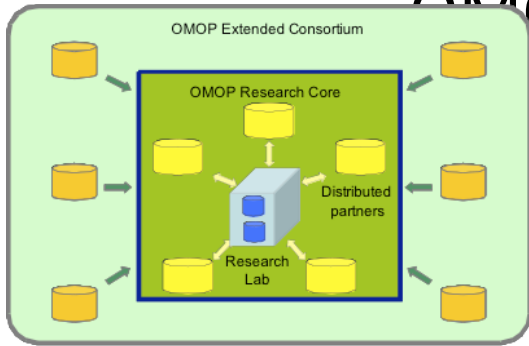 OMOP Extended Consortium
OMOP Research Core
Distributed
partners
Research
Lab